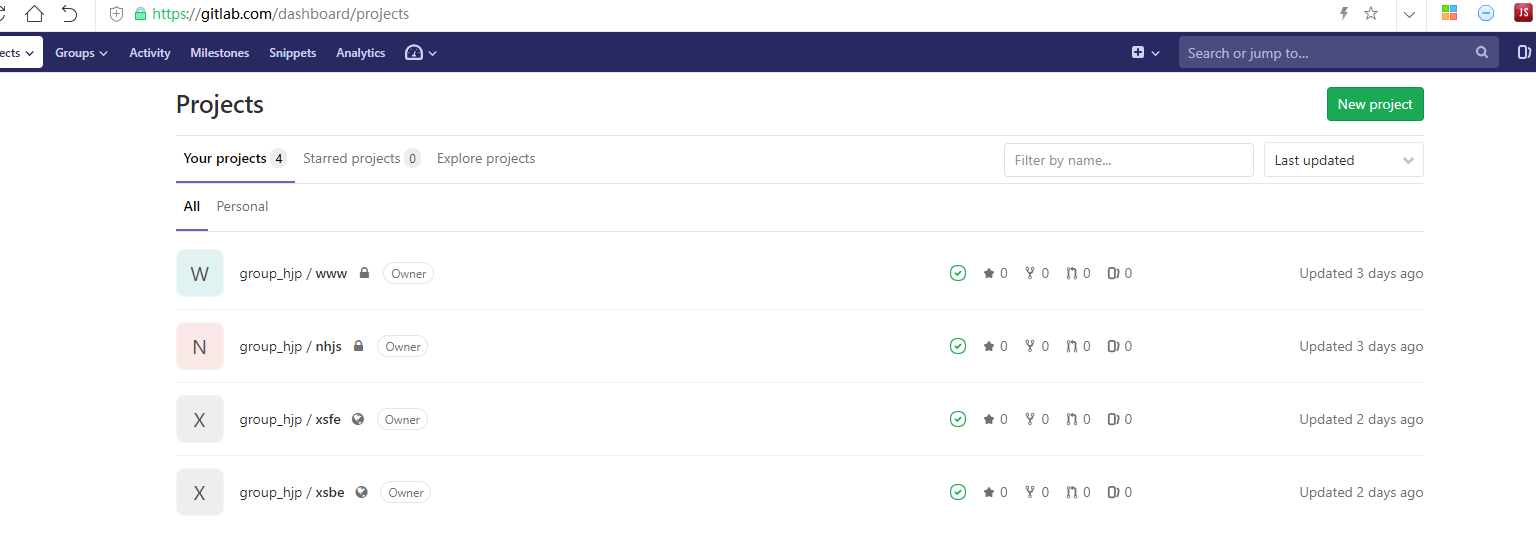 https://gitlab.com/dashboard/projects
JS
ects Groups Activity Milestones Snippets Analytics Search or jump to...
Projects New project
Your projects 4 Starred projects 0 Explore projects Filter by name... Last updated
All Personal
W group_hjp / www Owner 0 0 0 0 Updated 3 days ago
N group_hjp / nhjs Owner 0 0 0 0 Updated 3 days ago
X group_hjp / xsfe Owner 0 0 0 0 Updated 2 days ago
X group_hjp / xsbe Owner 0 0 0 0 Updated 2 days ago